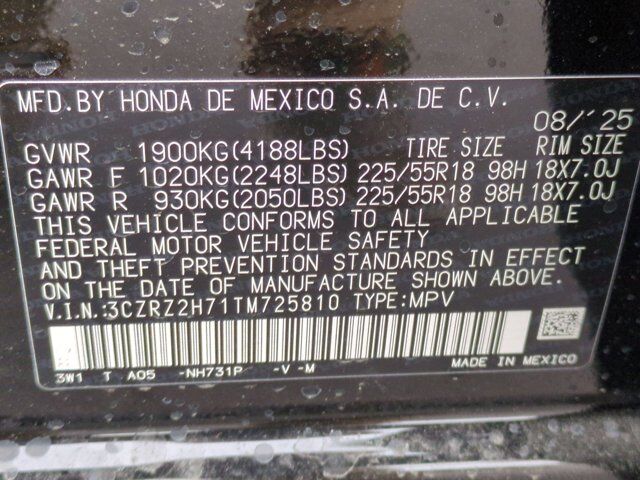 MFD.BY HONDA DE MEXICO S.A. DE C.V.
08/'25
GVWR 1900KG(4188LBS) TIRE SIZE RIM SIZE
GAWR F 1020KG(2248LBS) 225/55R18 98H 18X7.0J
GAWR R 930KG(2050LBS) 225/55R18 98H 18X7.0J
THIS VEHICLE CONFORMS TO ALL APPLICABLE
FEDERAL MOTOR VEHICLE SAFETY
AND THEFT PREVENTION STANDARDS IN EFFECT
ON THE DATE OF MANUFACTURE SHOWN ABOVE.
V.I.N.:3CZRZ2H71TM725810 TYPE:MPV
3W1 T A05 -NH731P -V -M MADE IN MEXICO